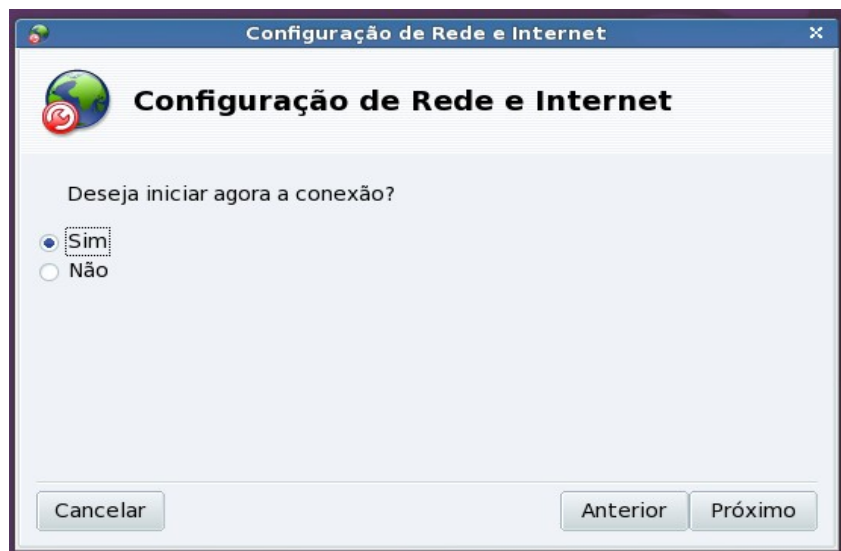 Configuração de Rede e Internet
Configuração de Rede e Internet
Deseja iniciar agora a conexão?
Sim
Não
Cancelar Anterior Próximo